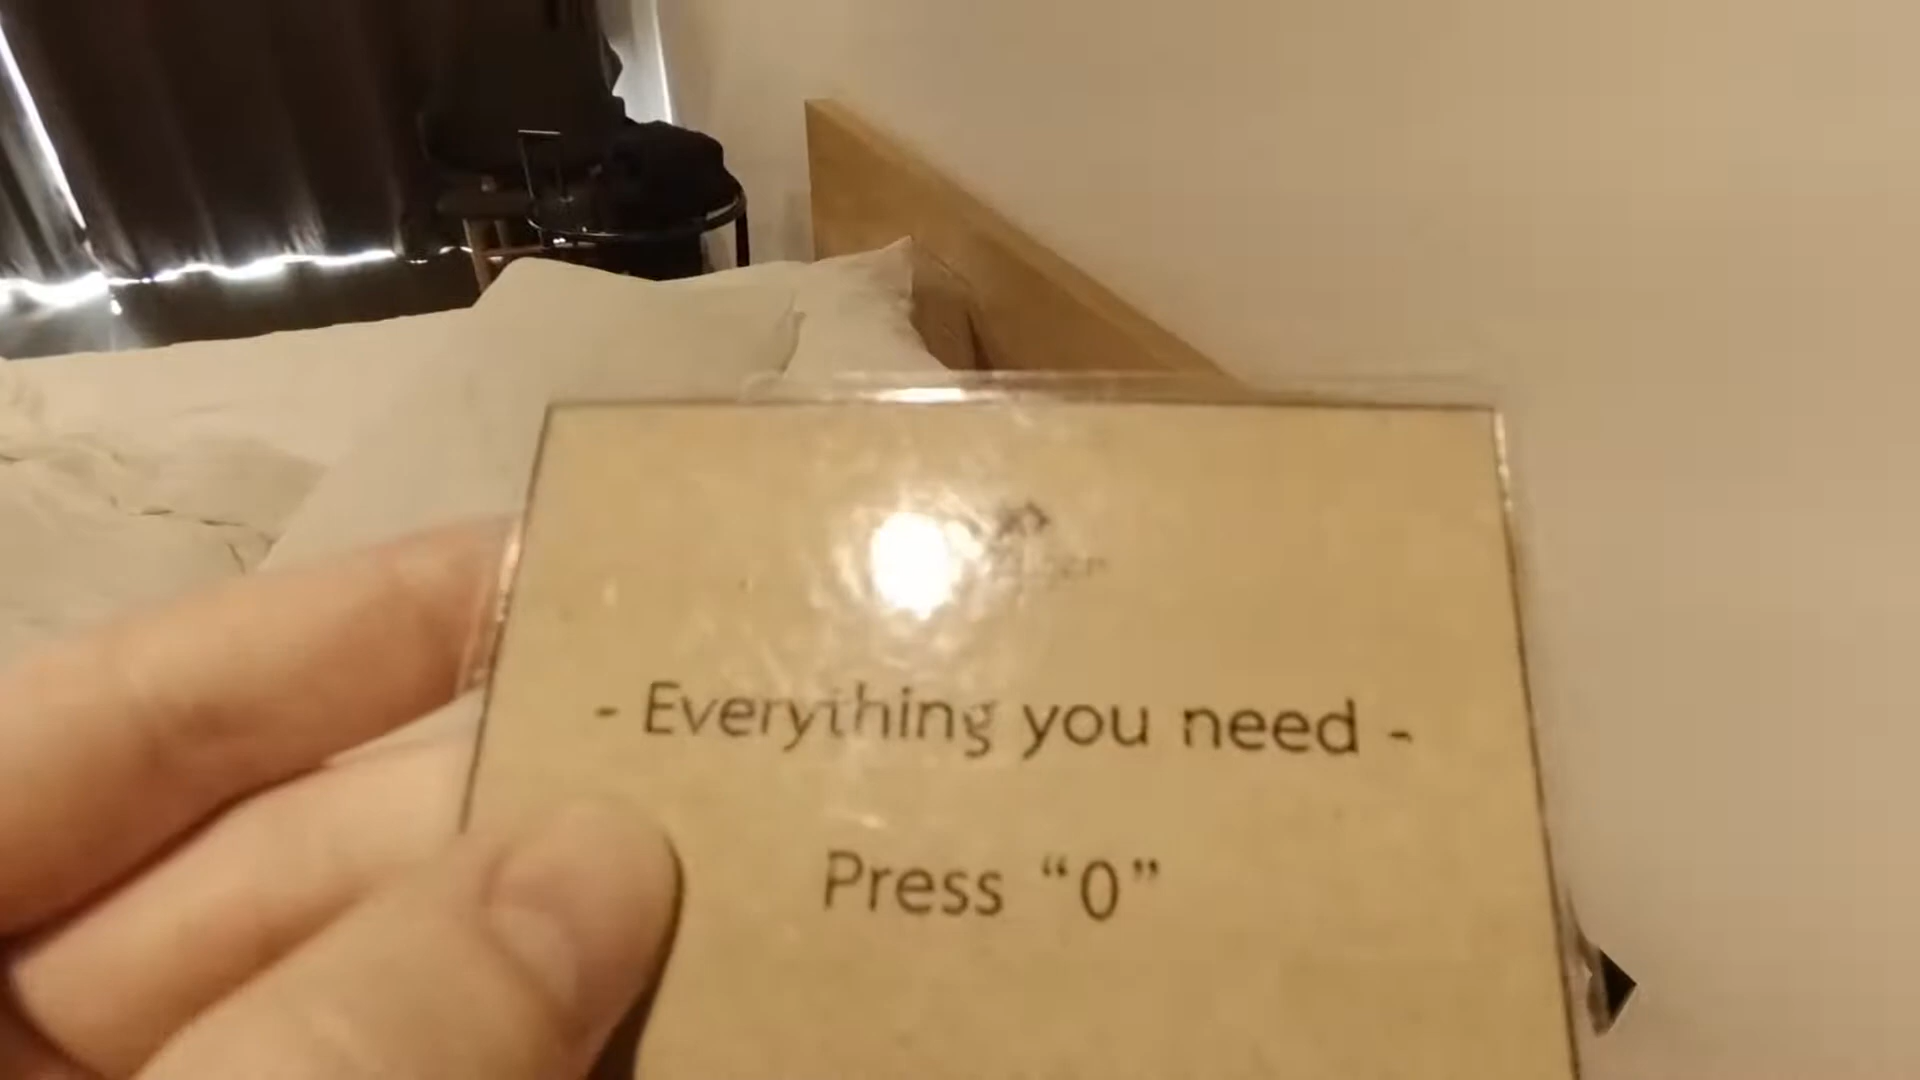 - Everything you need -
Press “0”